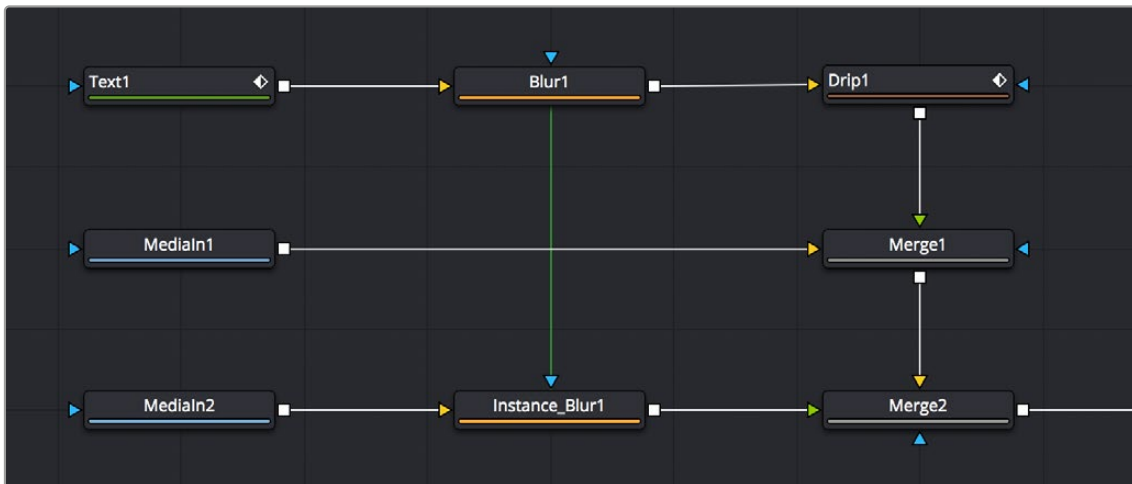 Text1
Blur1
Drip1
MediaIn1
Merge1
MediaIn2
Instance_Blur1
Merge2